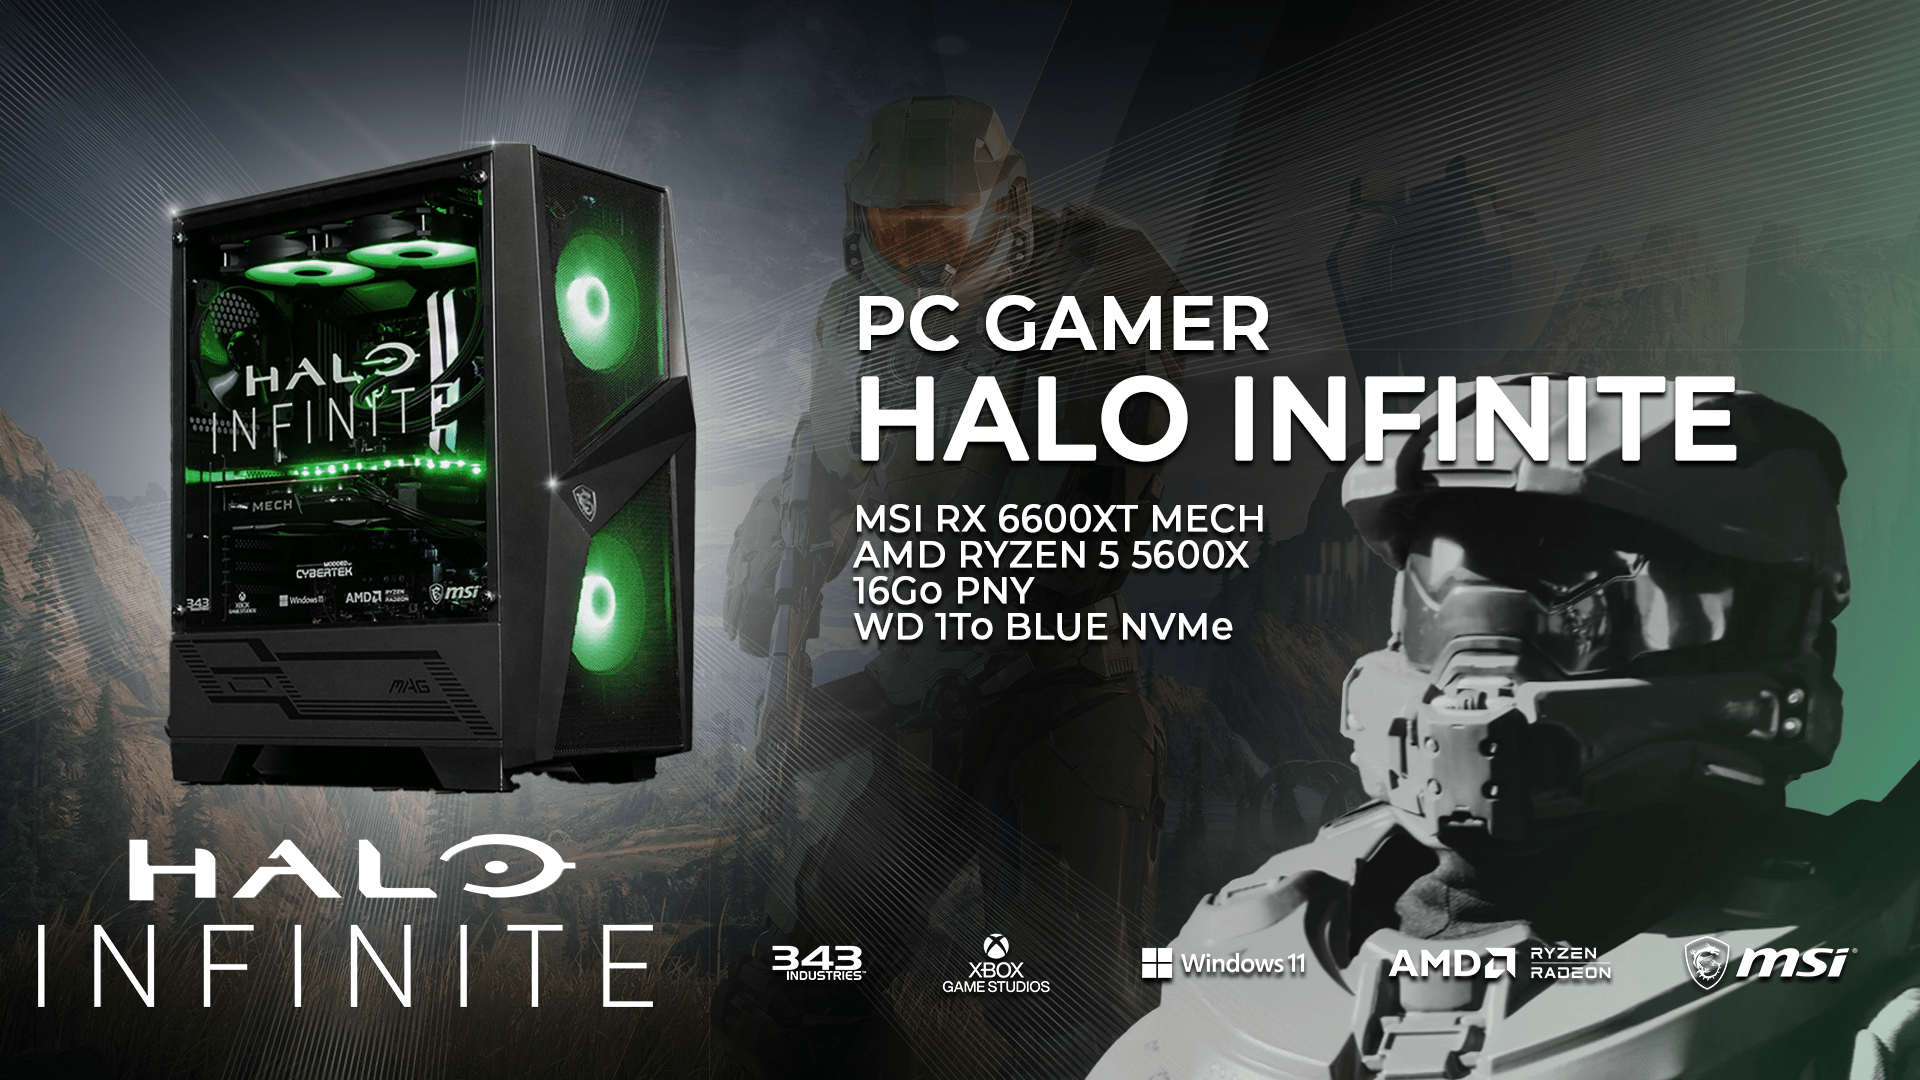 HALO
INFINITE
MECH
MODDED BY
CYBERTEK
343
XBOX
GAME STUDIOS
Windows 11
AMD RYZEN
RADEON
msi
MAG
PC GAMER
HALO INFINITE
MSI RX 6600XT MECH
AMD RYZEN 5 5600X
16Go PNY
WD 1To BLUE NVMe
HALO
INFINITE
343
INDUSTRIES™
XBOX
GAME STUDIOS
Windows 11
AMD RYZEN
RADEON
msi®